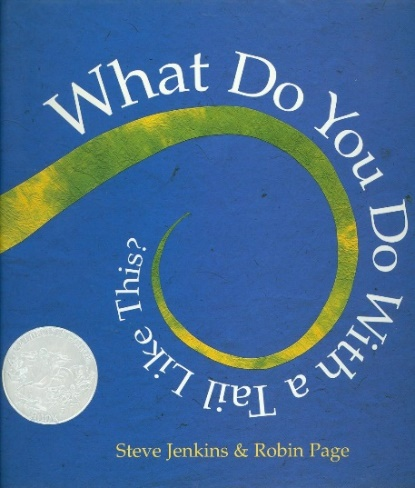 What Do You Do With a Tail Like This?
Steve Jenkins & Robin Page